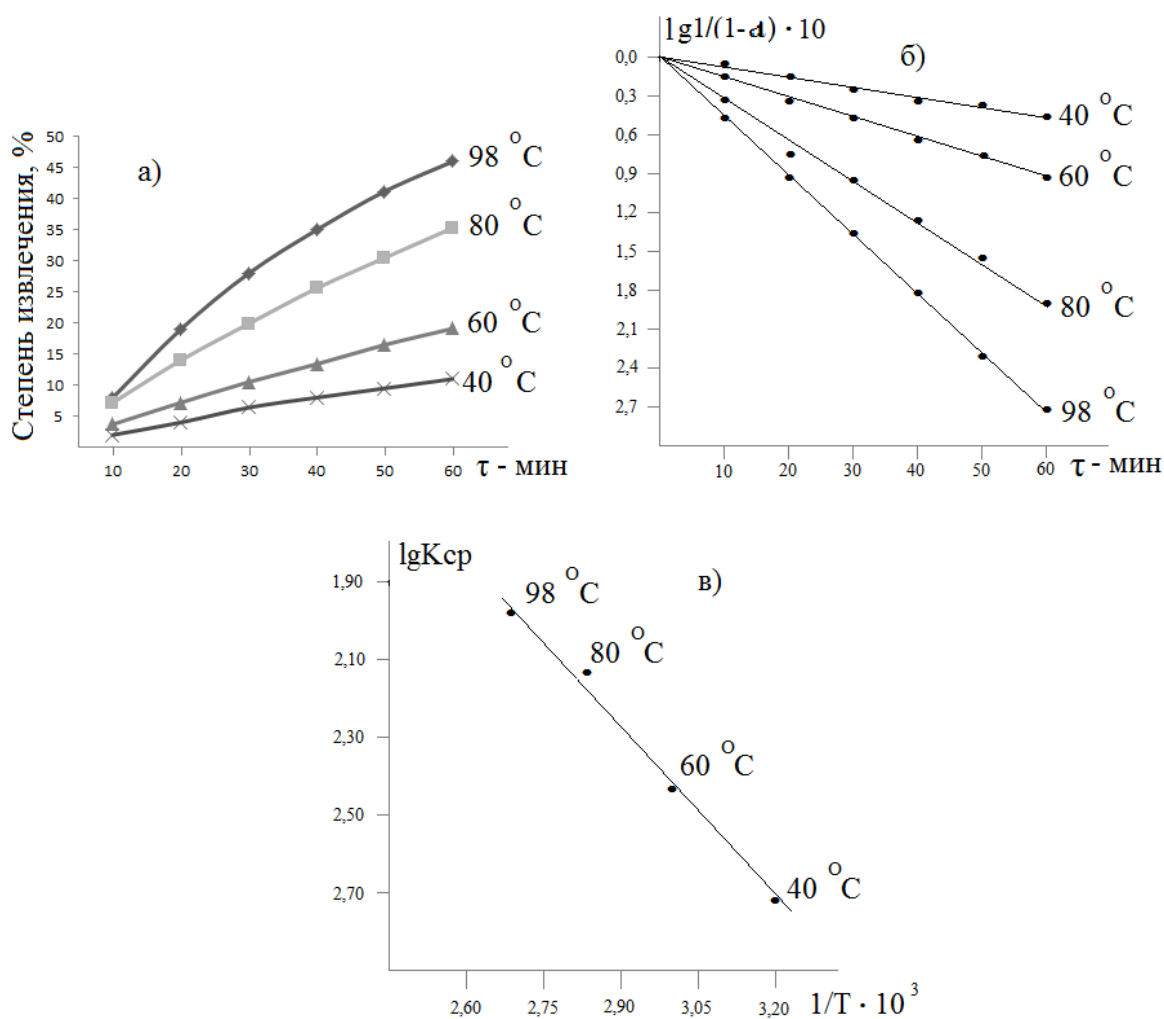 lg1/(1-α) · 10
б)
0,0
0,3
0,6
0,9
1,2
1,5
1,8
2,1
2,4
2,7
40 °C
60 °C
80 °C
98 °C
10 20 30 40 50 60 τ - мин
Степень извлечения, %
а)
50
45
40
35
30
25
20
15
10
5
98 °C
80 °C
60 °C
40 °C
10 20 30 40 50 60 τ - мин
lgKcp
в)
1,90
2,10
2,30
2,50
2,70
98 °C
80 °C
60 °C
40 °C
2,60 2,75 2,90 3,05 3,20 1/T · 10³